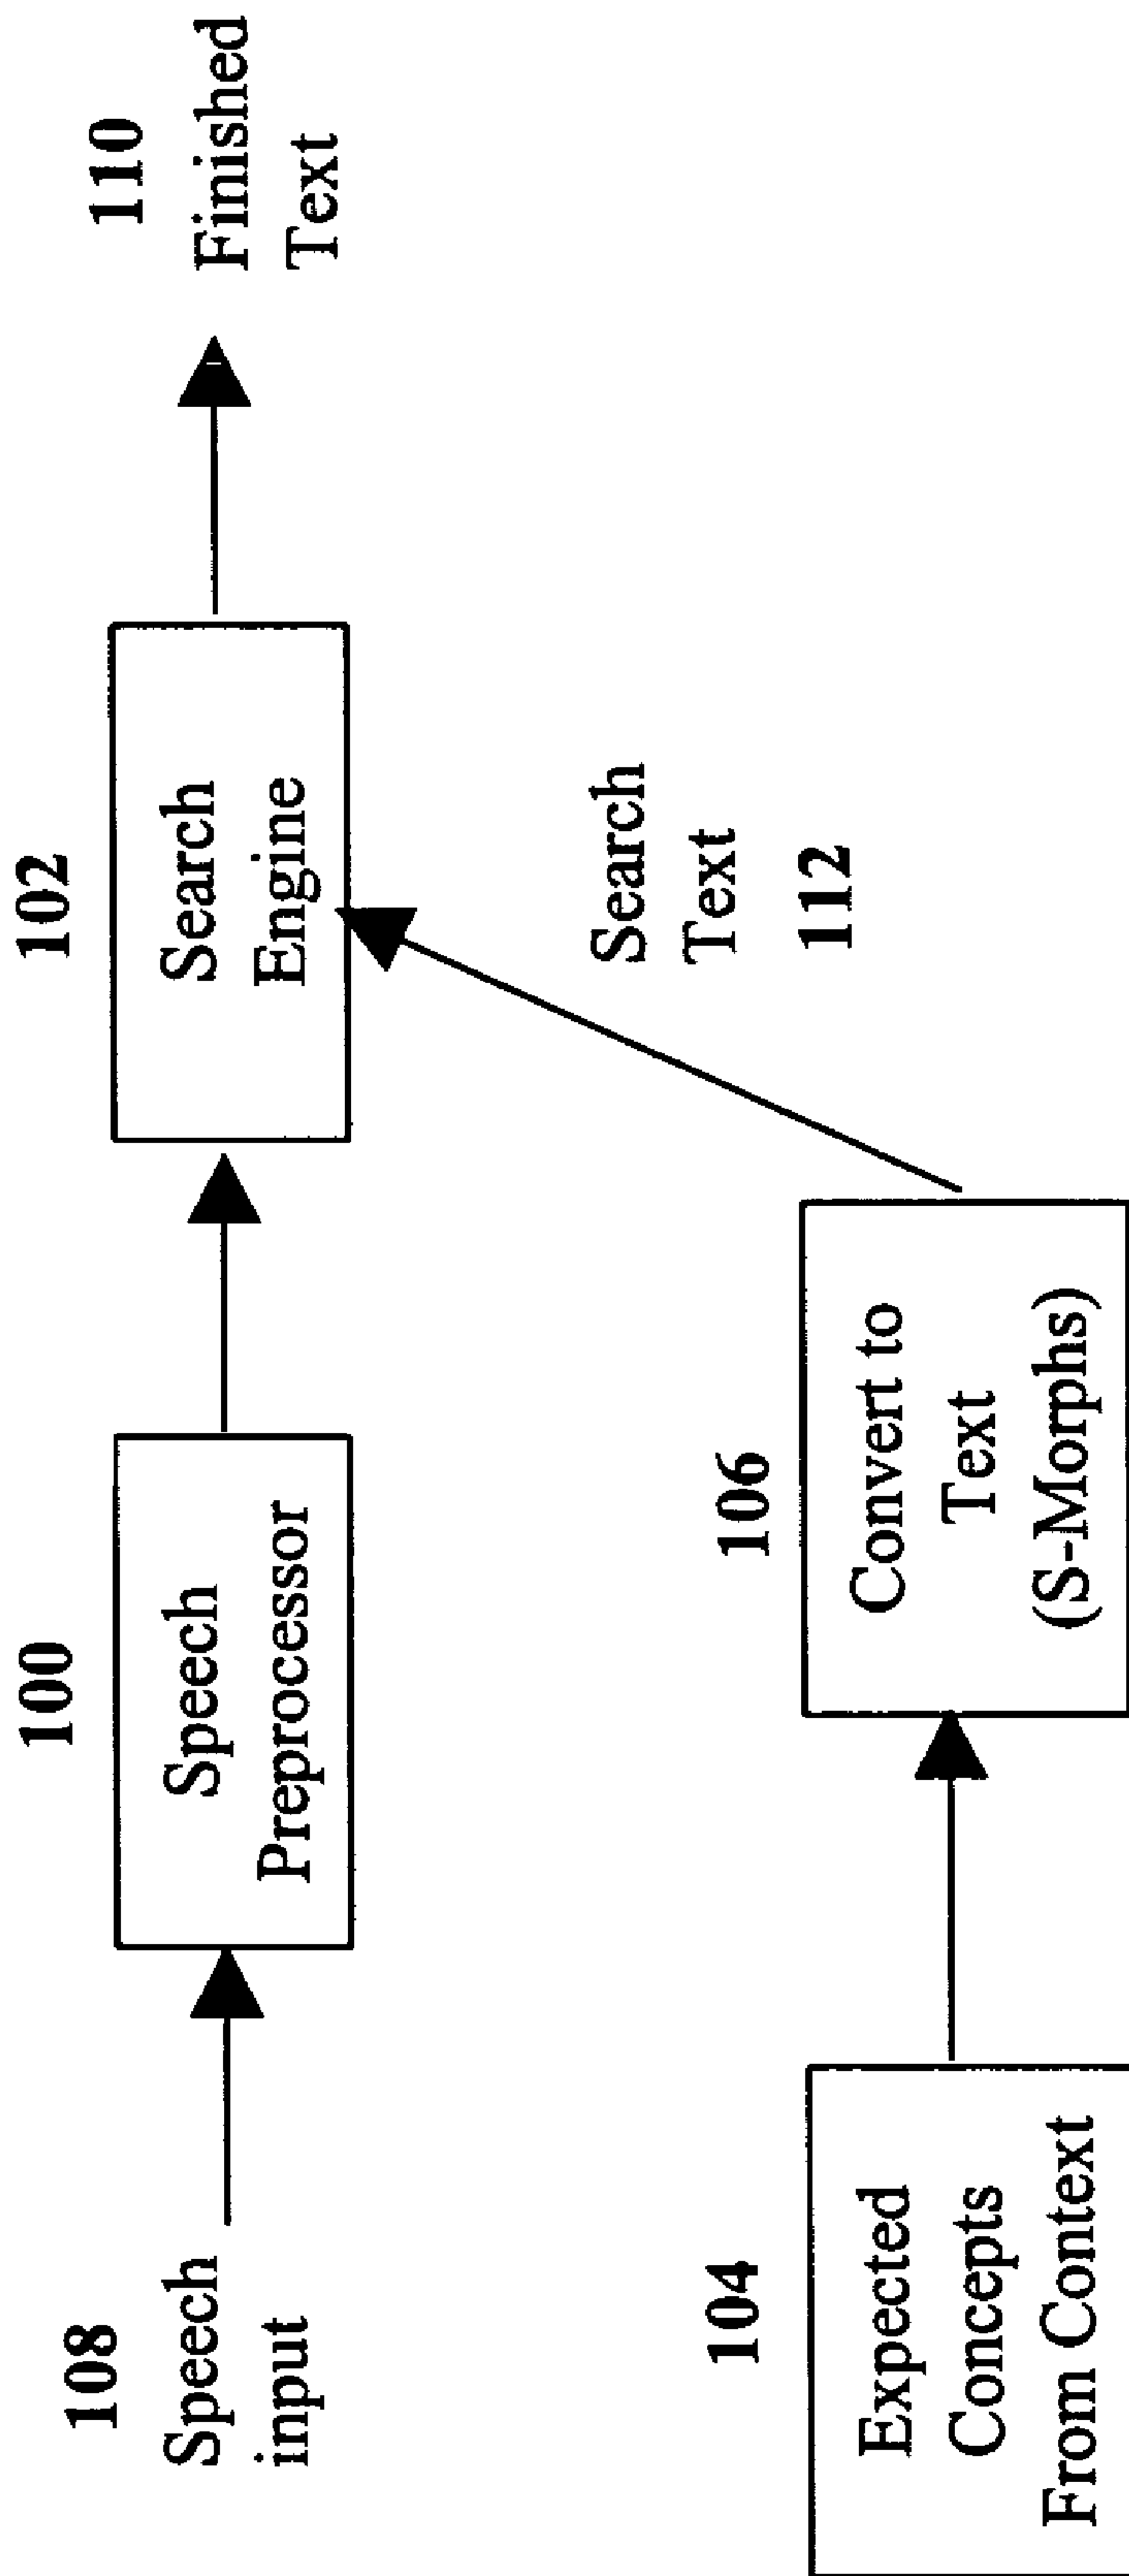 108
Speech
input
100
Speech
Preprocessor
102
Search
Engine
110
Finished
Text
104
Expected
Concepts
From Context
106
Convert to
Text
(S-Morphs)
Search
Text
112